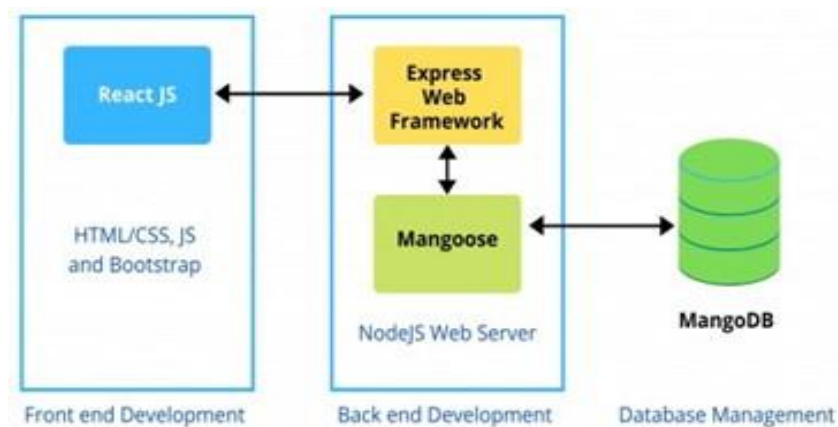 React JS
Express
Web
Framework
HTML/CSS, JS
and Bootstrap
Mangoose
NodeJS Web Server
MangoDB
Front end Development
Back end Development
Database Management